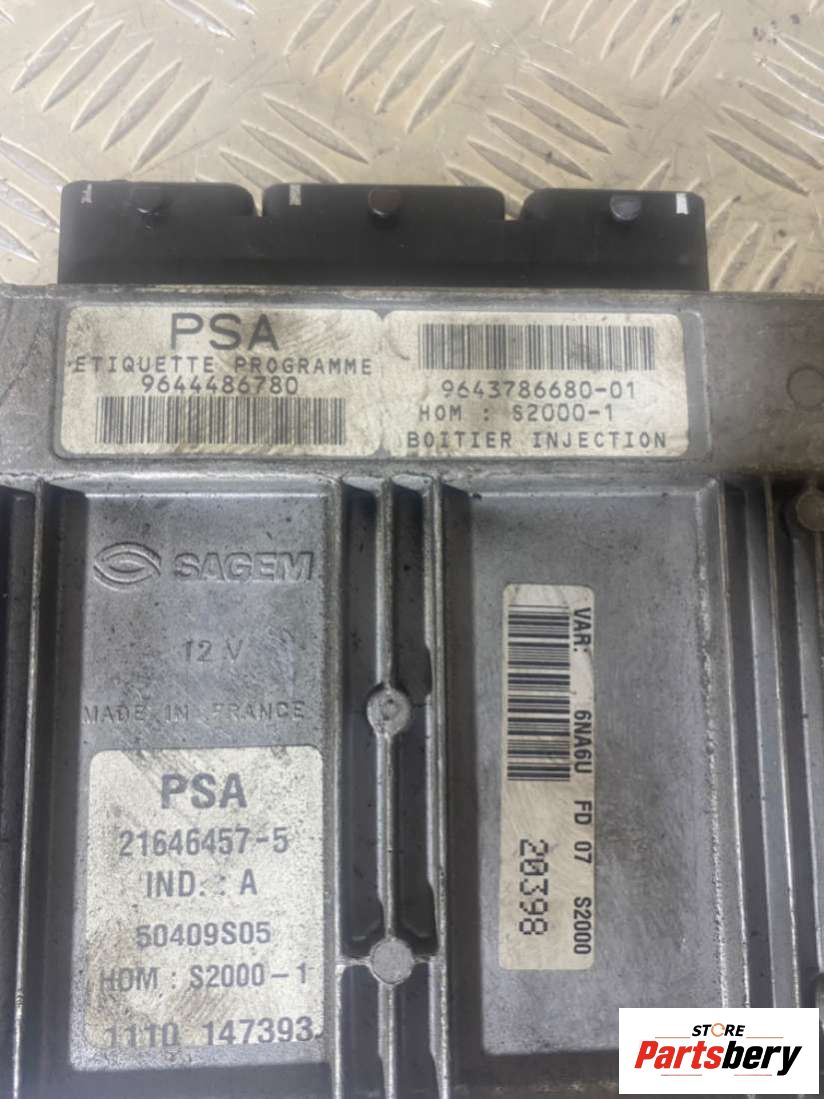 PSA
ETIQUETTE PROGRAMME
9644486780
9643786680-01
HOM : S2000-1
BOITIER INJECTION
SAGEM
12 V
MADE IN FRANCE
PSA
21646457-5
IND. : A
50409S05
HOM : S2000-1
1110 147393
VAR: 6NA6U FD 07 S2000
20398
STORE
Partsbery